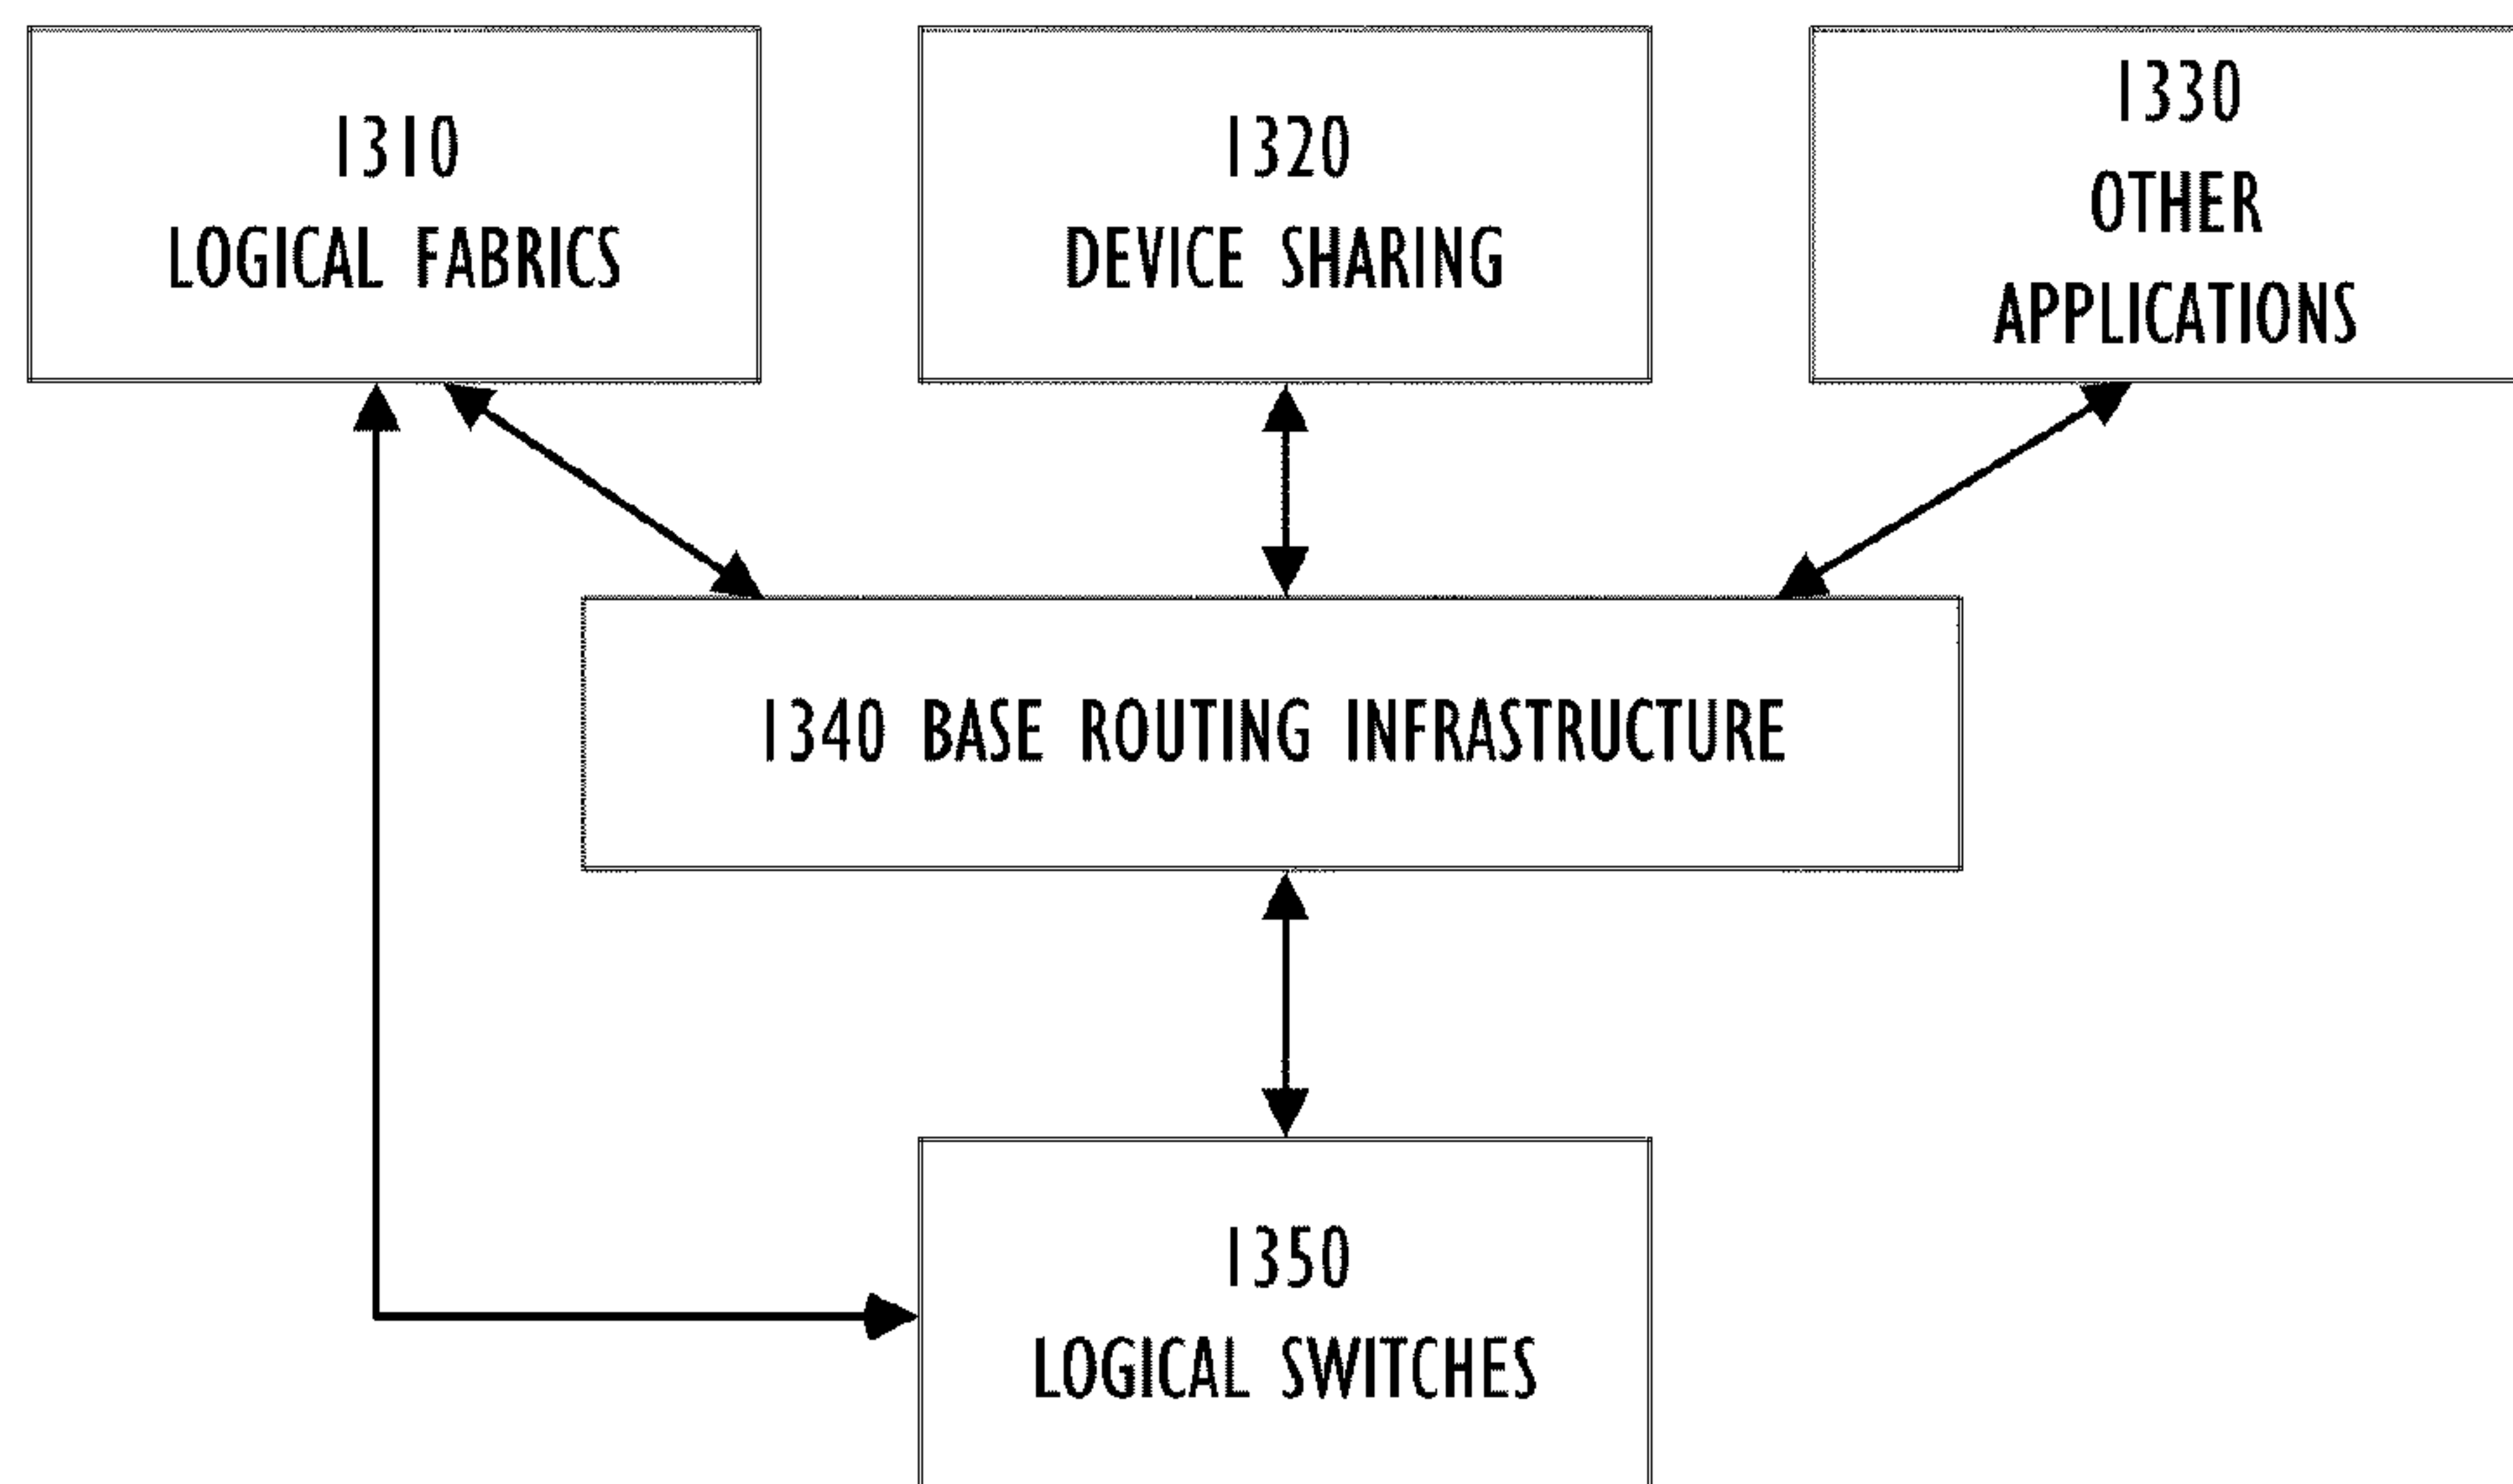 1310
LOGICAL FABRICS
1320
DEVICE SHARING
1330
OTHER
APPLICATIONS
1340 BASE ROUTING INFRASTRUCTURE
1350
LOGICAL SWITCHES